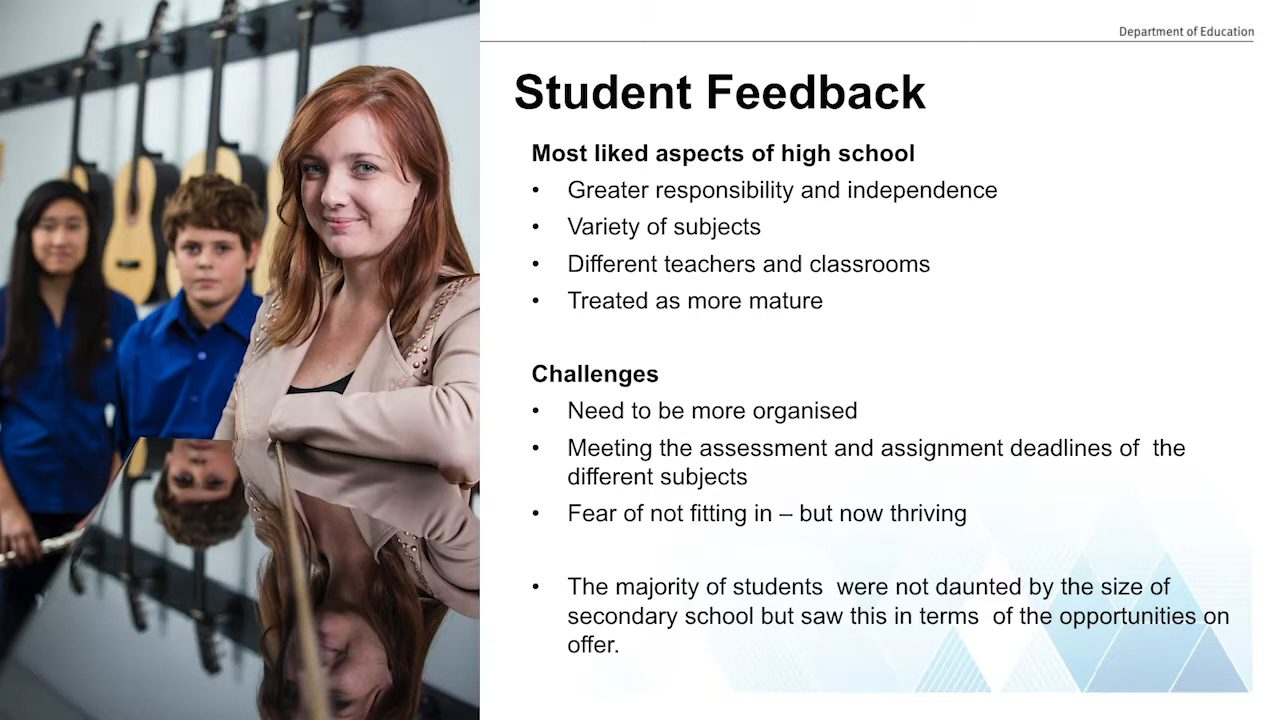 Department of Education
Student Feedback
Most liked aspects of high school
• Greater responsibility and independence
• Variety of subjects
• Different teachers and classrooms
• Treated as more mature
Challenges
• Need to be more organised
• Meeting the assessment and assignment deadlines of  the
different subjects
• Fear of not fitting in – but now thriving
• The majority of students  were not daunted by the size of
secondary school but saw this in terms  of the opportunities on
offer.